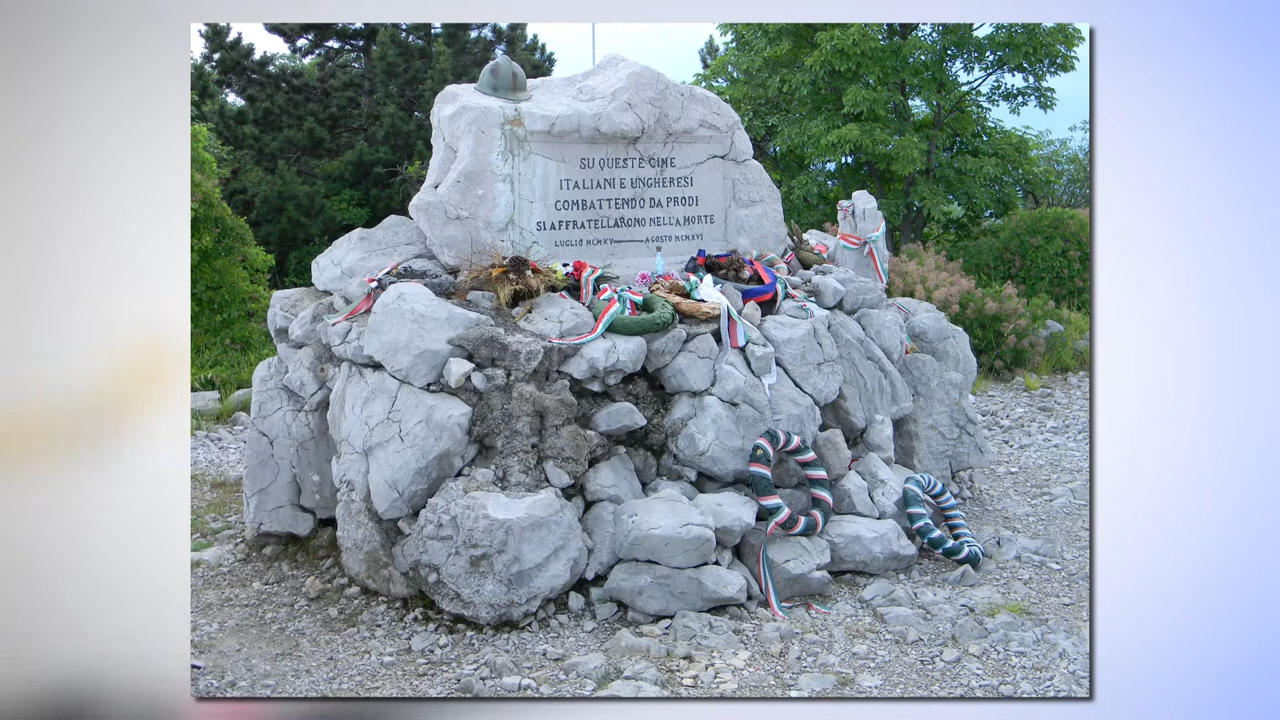 SU QUESTE CIME
ITALIANI E UNGHERESI
COMBATTENDO DA PRODI
SI AFFRATELLARONO NELLA MORTE
LUGLIO MCMXV — AGOSTO MCMXVI